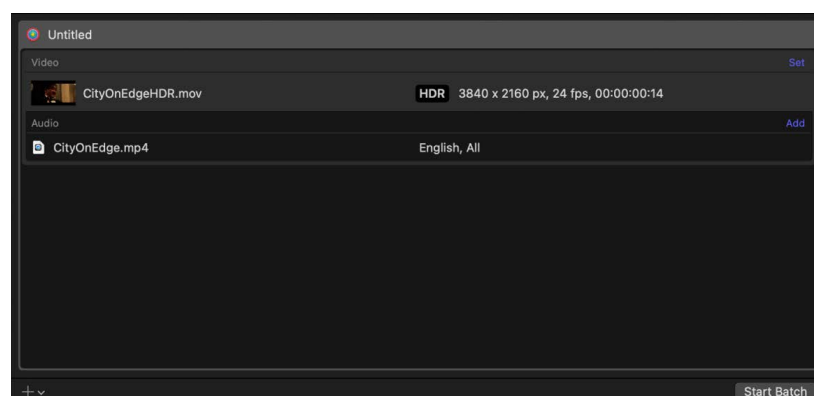 Untitled
Video Set
CityOnEdgeHDR.mov HDR 3840 x 2160 px, 24 fps, 00:00:00:14
Audio Add
CityOnEdge.mp4 English, All
Start Batch